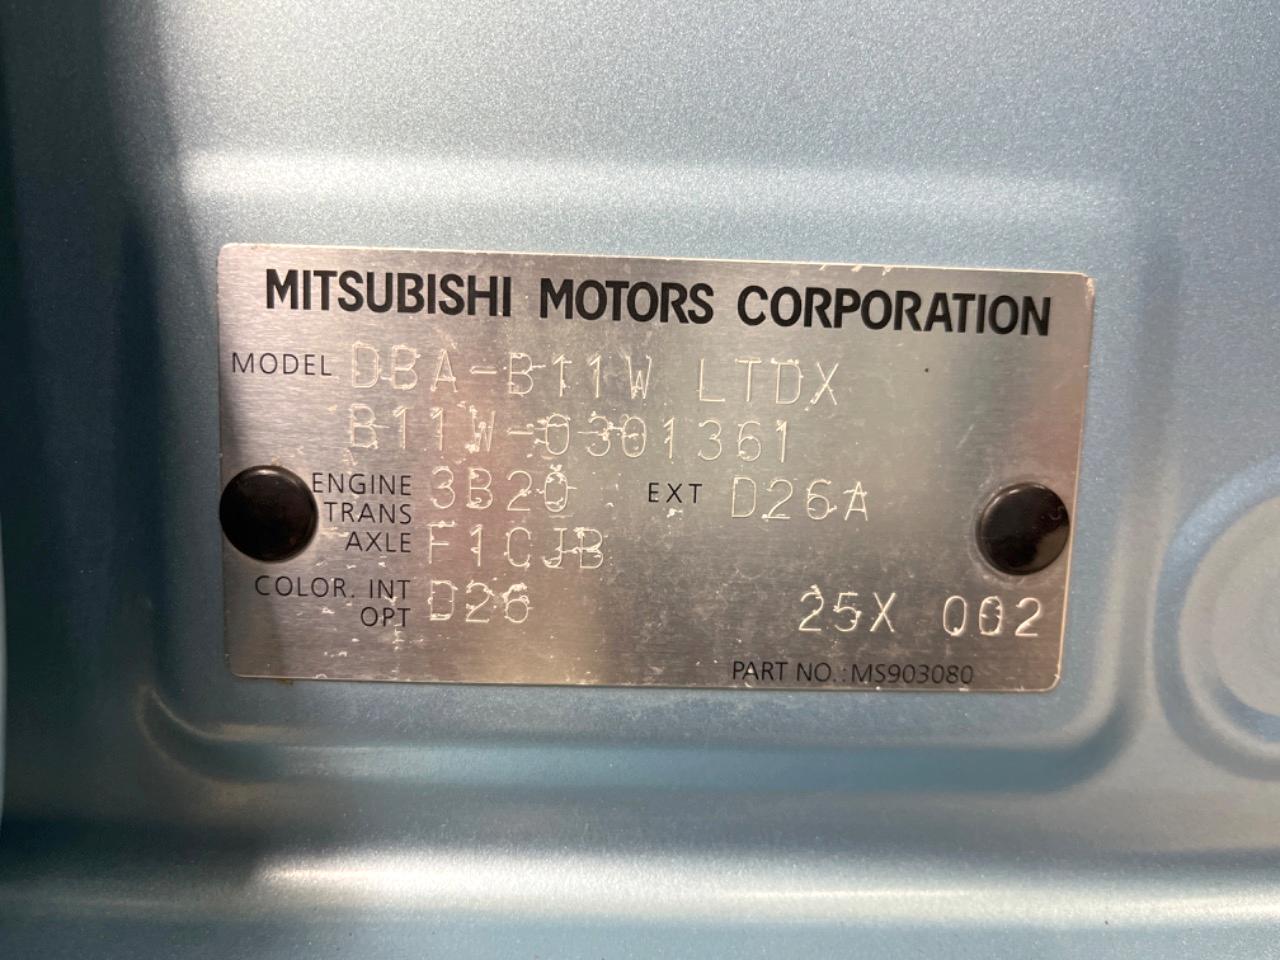 MITSUBISHI MOTORS CORPORATION
MODEL DBA-B11W LTDX
B11W-0301361
ENGINE 3B20 EXT D26A
TRANS
AXLE F1CJB
COLOR. INT D26
OPT 25X 002
PART NO.:MS903080